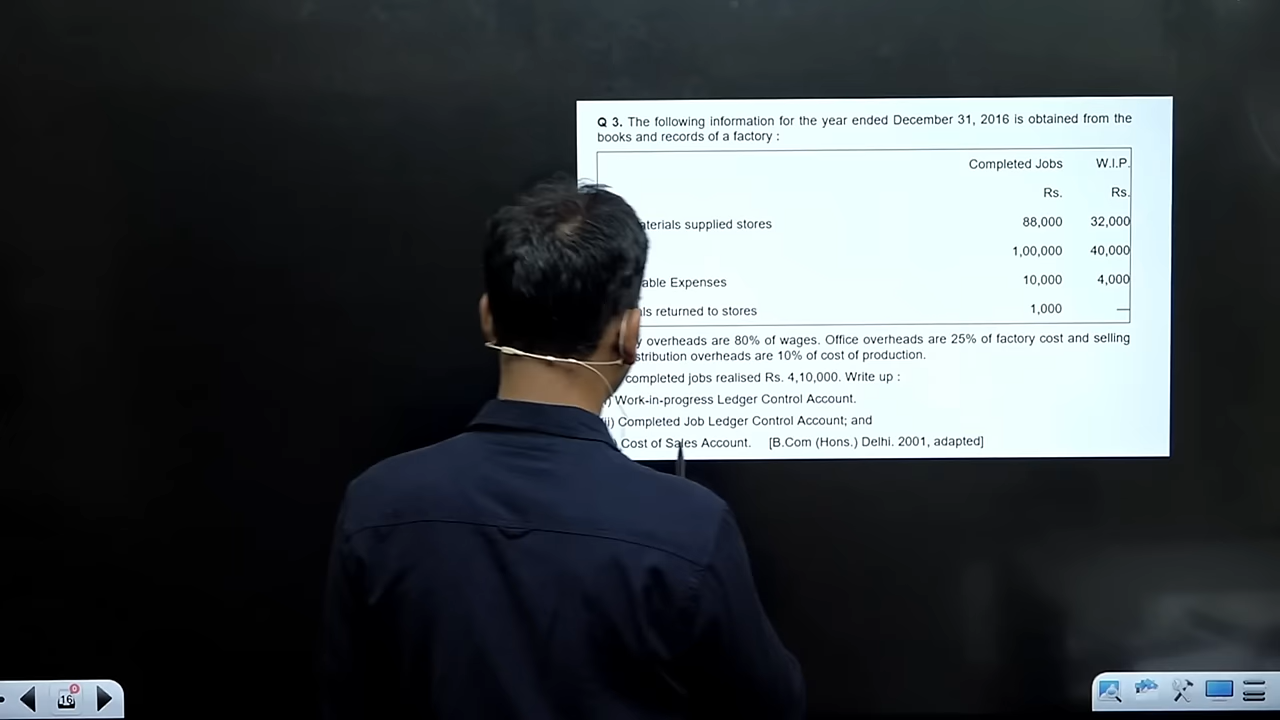 Q 3. The following information for the year ended December 31, 2016 is obtained from the
books and records of a factory :
Completed Jobs W.I.P.
Rs. Rs.
supplied stores 88,000 32,000
1,00,000 40,000
Expenses 10,000 4,000
returned to stores 1,000 —
overheads are 80% of wages. Office overheads are 25% of factory cost and selling
overheads are 10% of cost of production.
completed jobs realised Rs. 4,10,000. Write up :
Work-in-progress Ledger Control Account.
Completed Job Ledger Control Account; and
Cost of Sales Account. [B.Com (Hons.) Delhi. 2001, adapted]
16
0